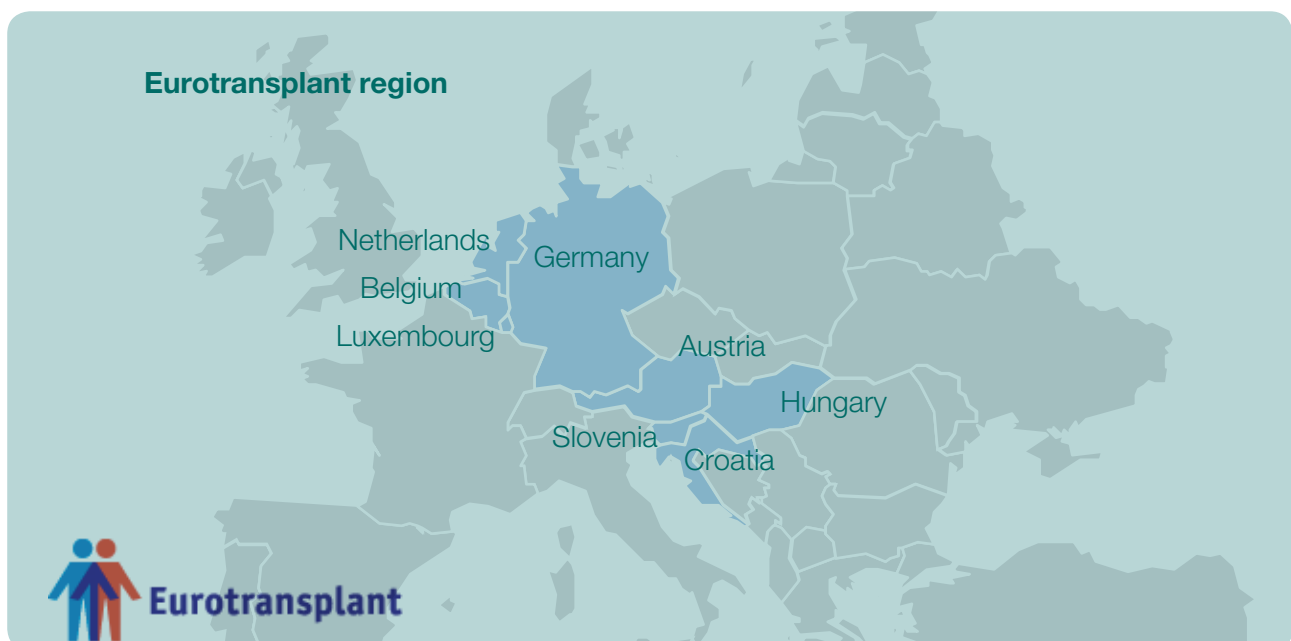 Eurotransplant region
Netherlands
Germany
Belgium
Luxembourg
Austria
Hungary
Slovenia
Croatia
Eurotransplant